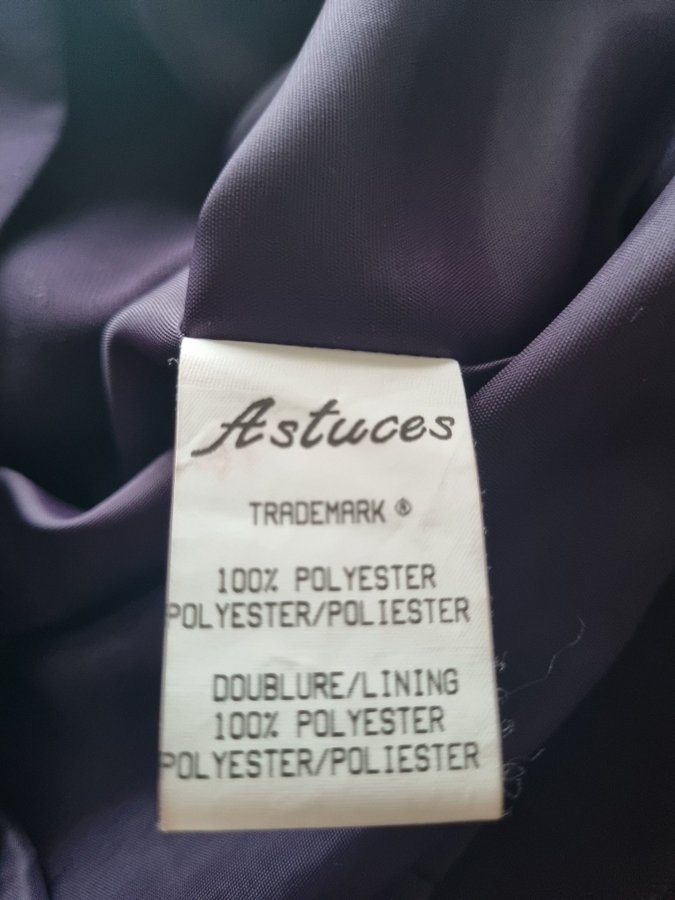 Astuces
TRADEMARK ®
100% POLYESTER
POLYESTER/POLIESTER
DOUBLURE/LINING
100% POLYESTER
POLYESTER/POLIESTER